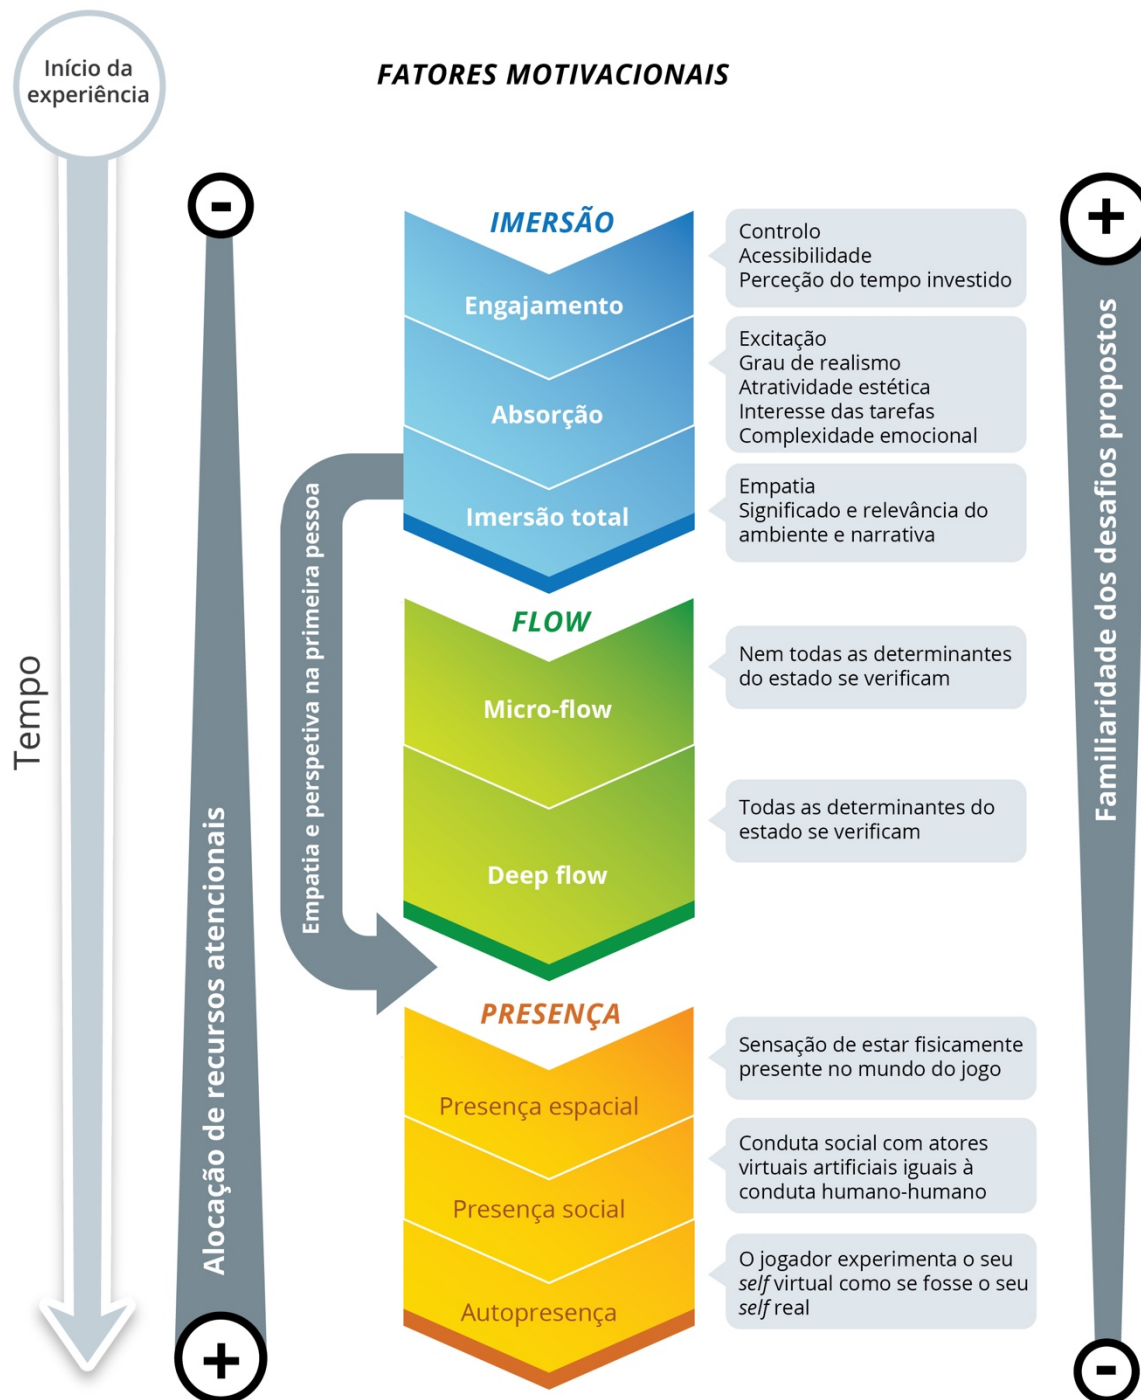 Início da
experiência
FATORES MOTIVACIONAIS
-
+
IMERSÃO
Engajamento
Absorção
Imersão total
Controlo
Acessibilidade
Perceção do tempo investido
Excitação
Grau de realismo
Atratividade estética
Interesse das tarefas
Complexidade emocional
Empatia
Significado e relevância do
ambiente e narrativa
FLOW
Micro-flow
Deep flow
Nem todas as determinantes
do estado se verificam
Todas as determinantes do
estado se verificam
PRESENÇA
Presença espacial
Presença social
Autopresença
Sensação de estar fisicamente
presente no mundo do jogo
Conduta social com atores
virtuais artificiais iguais à
conduta humano-humano
O jogador experimenta o seu
self virtual como se fosse o seu
self real
Tempo
Alocação de recursos atencionais
Empatia e perspetiva na primeira pessoa
Familiaridade dos desafios propostos
+
-